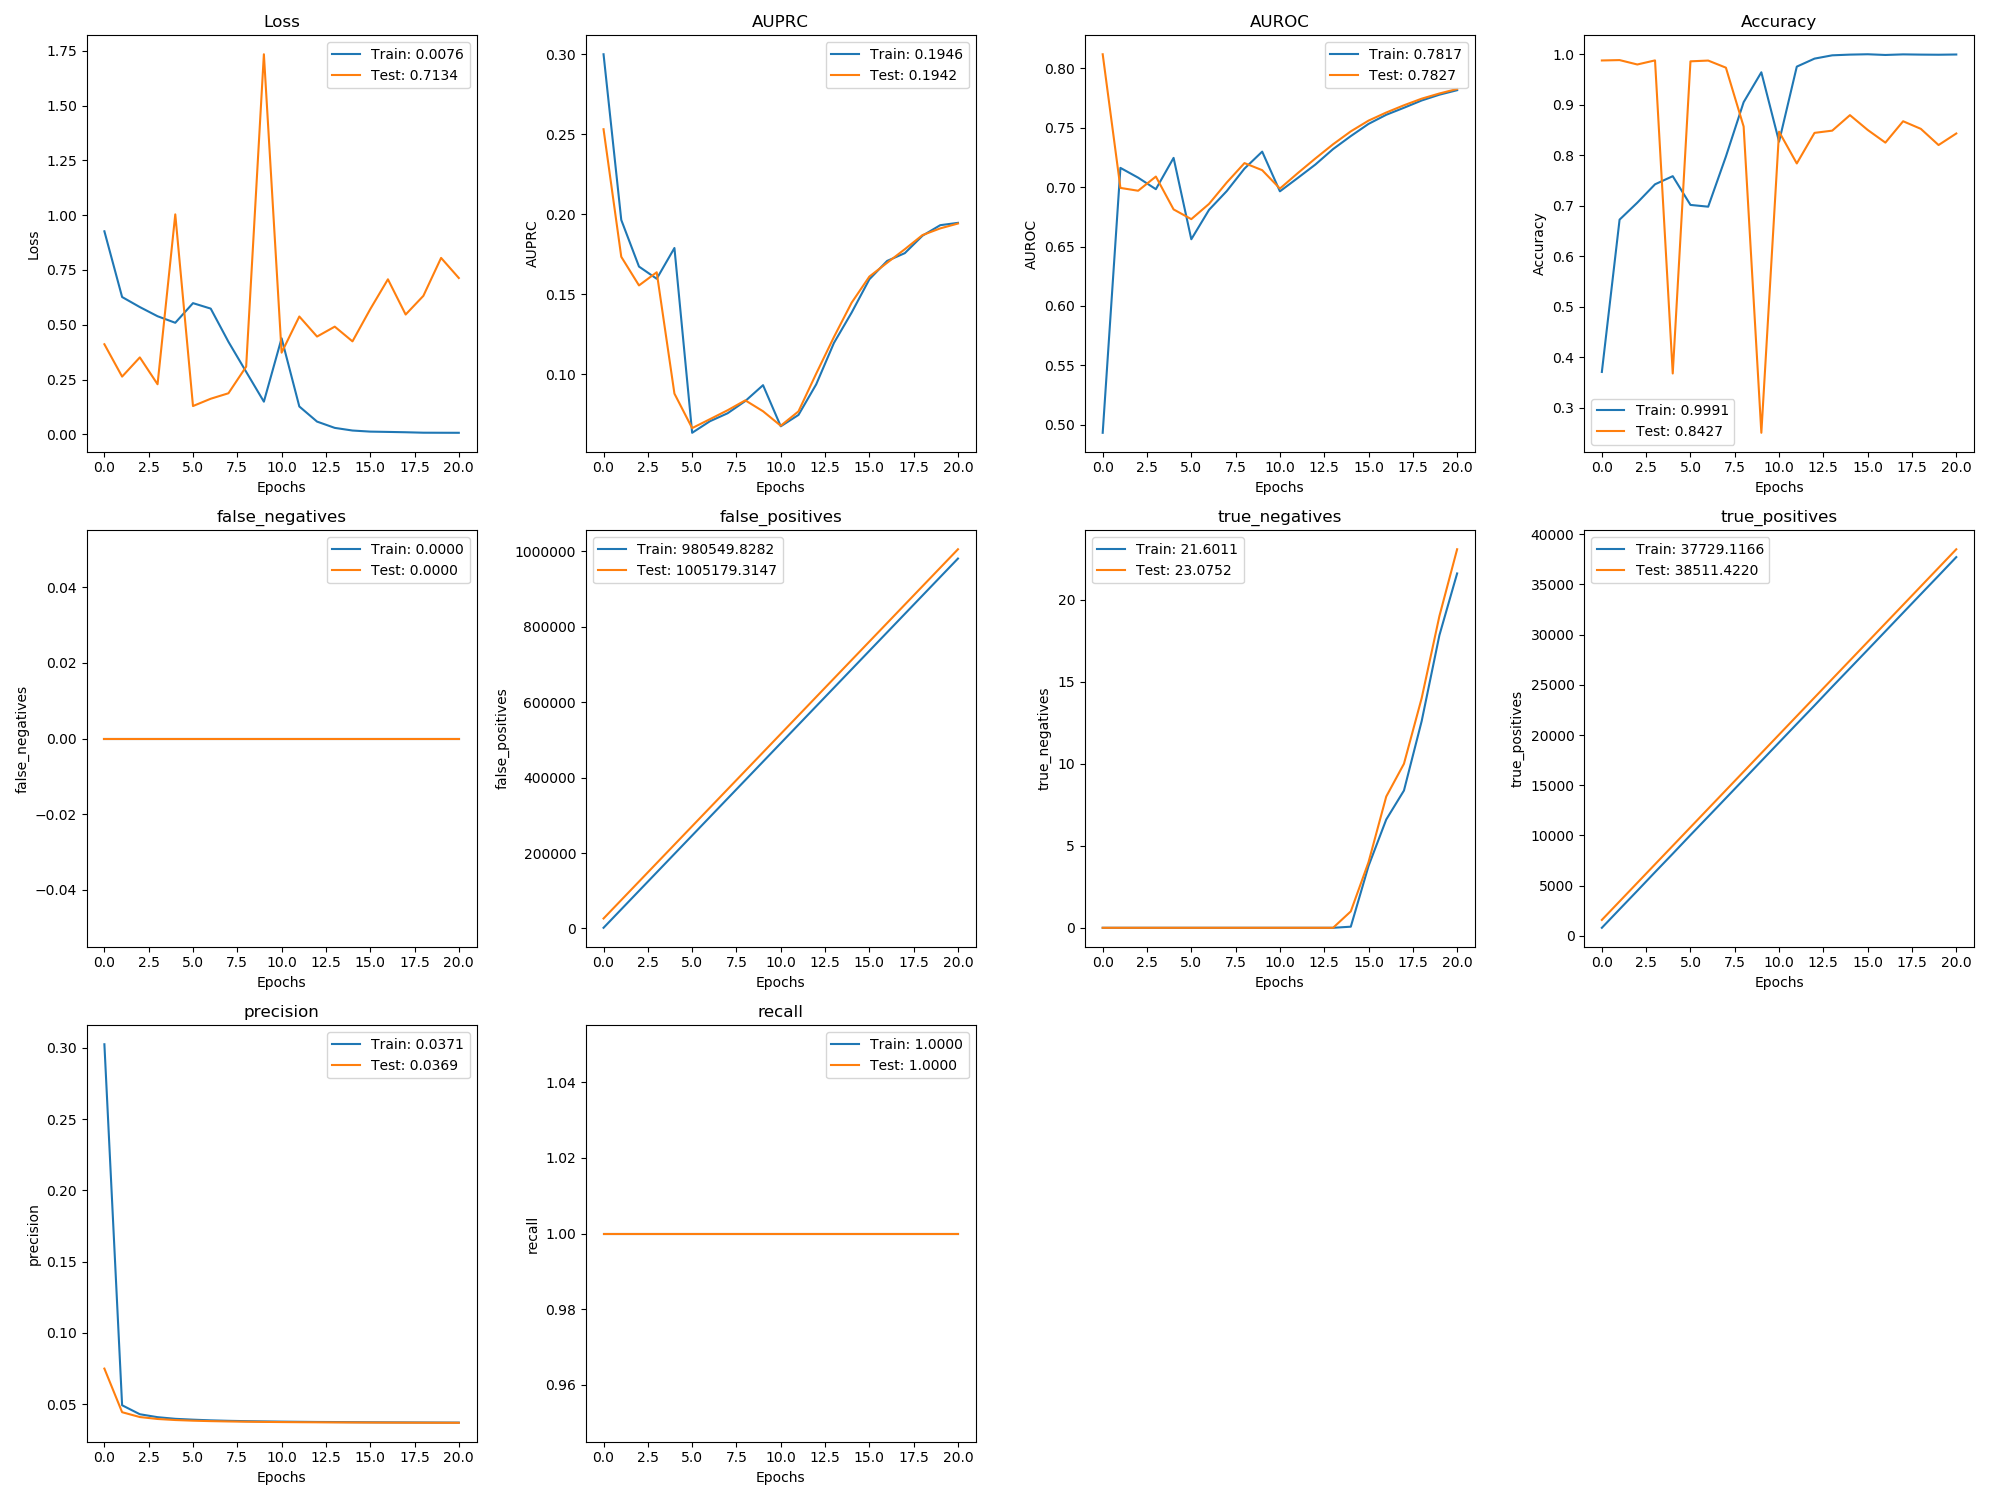 Loss
Train: 0.0076
Test: 0.7134
1.75
1.50
1.25
1.00
0.75
0.50
0.25
0.00
Loss
0.0 2.5 5.0 7.5 10.0 12.5 15.0 17.5 20.0
Epochs
AUPRC
Train: 0.1946
Test: 0.1942
0.30
0.25
0.20
0.15
0.10
AUPRC
0.0 2.5 5.0 7.5 10.0 12.5 15.0 17.5 20.0
Epochs
AUROC
Train: 0.7817
Test: 0.7827
0.80
0.75
0.70
0.65
0.60
0.55
0.50
AUROC
0.0 2.5 5.0 7.5 10.0 12.5 15.0 17.5 20.0
Epochs
Accuracy
1.0
0.9
0.8
0.7
0.6
0.5
0.4
0.3
Accuracy
Train: 0.9991
Test: 0.8427
0.0 2.5 5.0 7.5 10.0 12.5 15.0 17.5 20.0
Epochs
false_negatives
Train: 0.0000
Test: 0.0000
0.04
0.02
0.00
−0.02
−0.04
false_negatives
0.0 2.5 5.0 7.5 10.0 12.5 15.0 17.5 20.0
Epochs
false_positives
Train: 980549.8282
Test: 1005179.3147
1000000
800000
600000
400000
200000
0
false_positives
0.0 2.5 5.0 7.5 10.0 12.5 15.0 17.5 20.0
Epochs
true_negatives
Train: 21.6011
Test: 23.0752
20
15
10
5
0
true_negatives
0.0 2.5 5.0 7.5 10.0 12.5 15.0 17.5 20.0
Epochs
true_positives
Train: 37729.1166
Test: 38511.4220
40000
35000
30000
25000
20000
15000
10000
5000
0
true_positives
0.0 2.5 5.0 7.5 10.0 12.5 15.0 17.5 20.0
Epochs
precision
Train: 0.0371
Test: 0.0369
0.30
0.25
0.20
0.15
0.10
0.05
precision
0.0 2.5 5.0 7.5 10.0 12.5 15.0 17.5 20.0
Epochs
recall
Train: 1.0000
Test: 1.0000
1.04
1.02
1.00
0.98
0.96
recall
0.0 2.5 5.0 7.5 10.0 12.5 15.0 17.5 20.0
Epochs